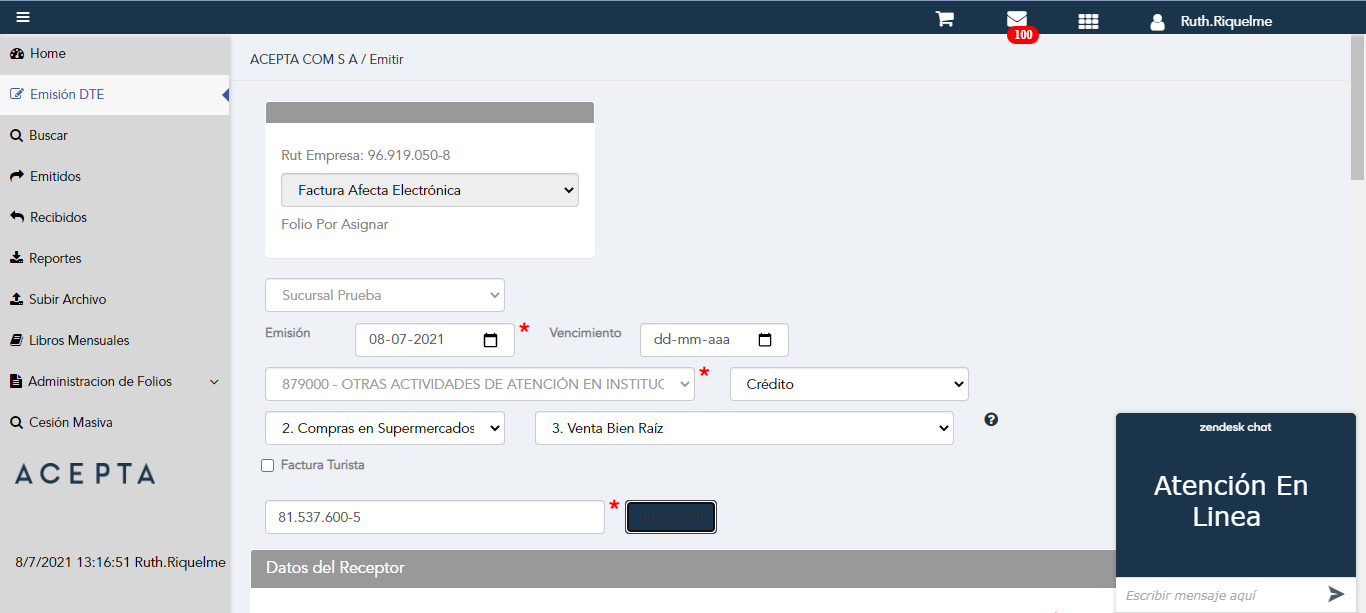 Ruth.Riquelme
100
Home
ACEPTA COM S A / Emitir
Emisión DTE
Buscar
Rut Empresa: 96.919.050-8
Emitidos
Factura Afecta Electrónica
Recibidos
Folio Por Asignar
Reportes
Subir Archivo
Sucursal Prueba
Libros Mensuales
Emisión
08-07-2021
*
Vencimiento
dd-mm-aaa
Administracion de Folios
879000 - OTRAS ACTIVIDADES DE ATENCIÓN EN INSTITUC
*
Crédito
Cesión Masiva
2. Compras en Supermercados
3. Venta Bien Raíz
?
zendesk chat
Factura Turista
ACEPTA
Atención En
Linea
81.537.600-5
*
8/7/2021 13:16:51 Ruth.Riquelme
Datos del Receptor
Escribir mensaje aquí